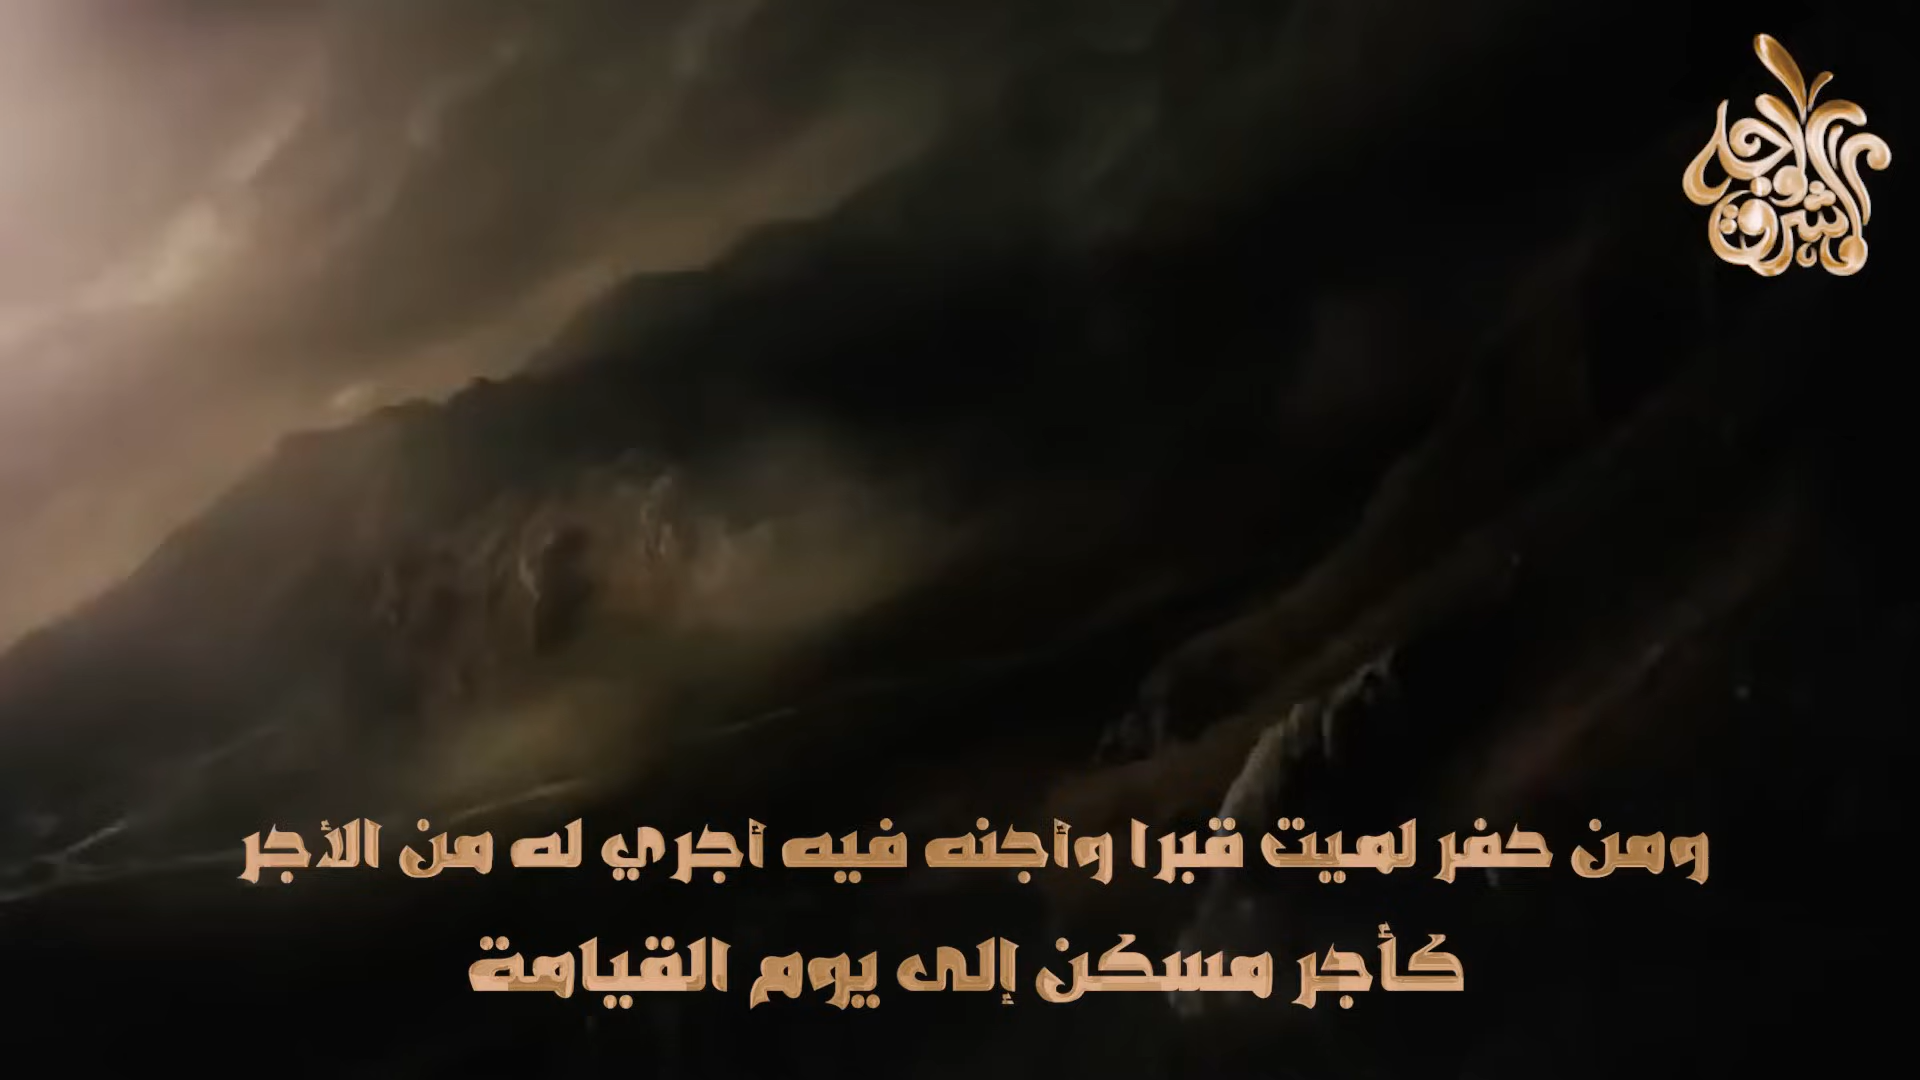 ومن حفر لميت قبرا وأجنه فيه أجري له من الأجر
كأجر مسكن إلى يوم القيامة